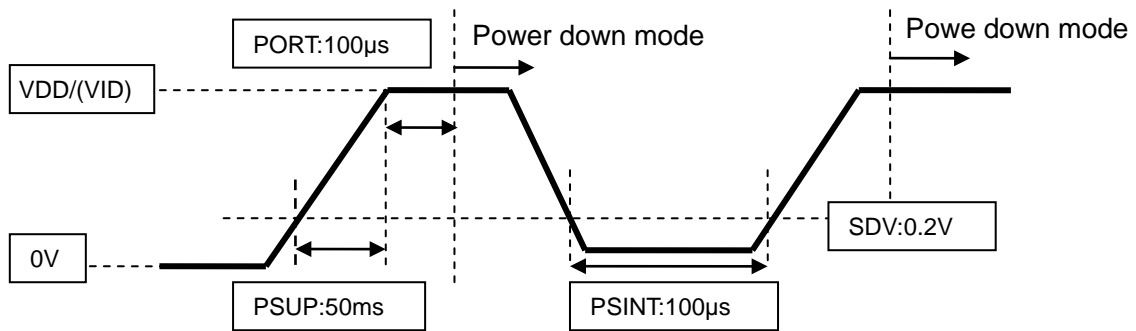 PORT:100µs
Power down mode
Powe down mode
VDD/(VID)
SDV:0.2V
0V
PSUP:50ms
PSINT:100µs